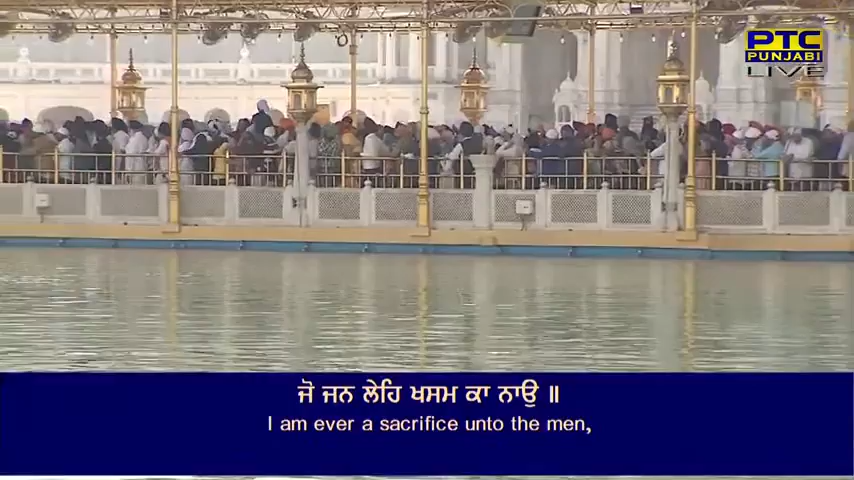 PTC
PUNJABI
LIVE
ਜੋ ਜਨ ਲੇਹਿ ਖਸਮ ਕਾ ਨਾਉ ॥
I am ever a sacrifice unto the men,